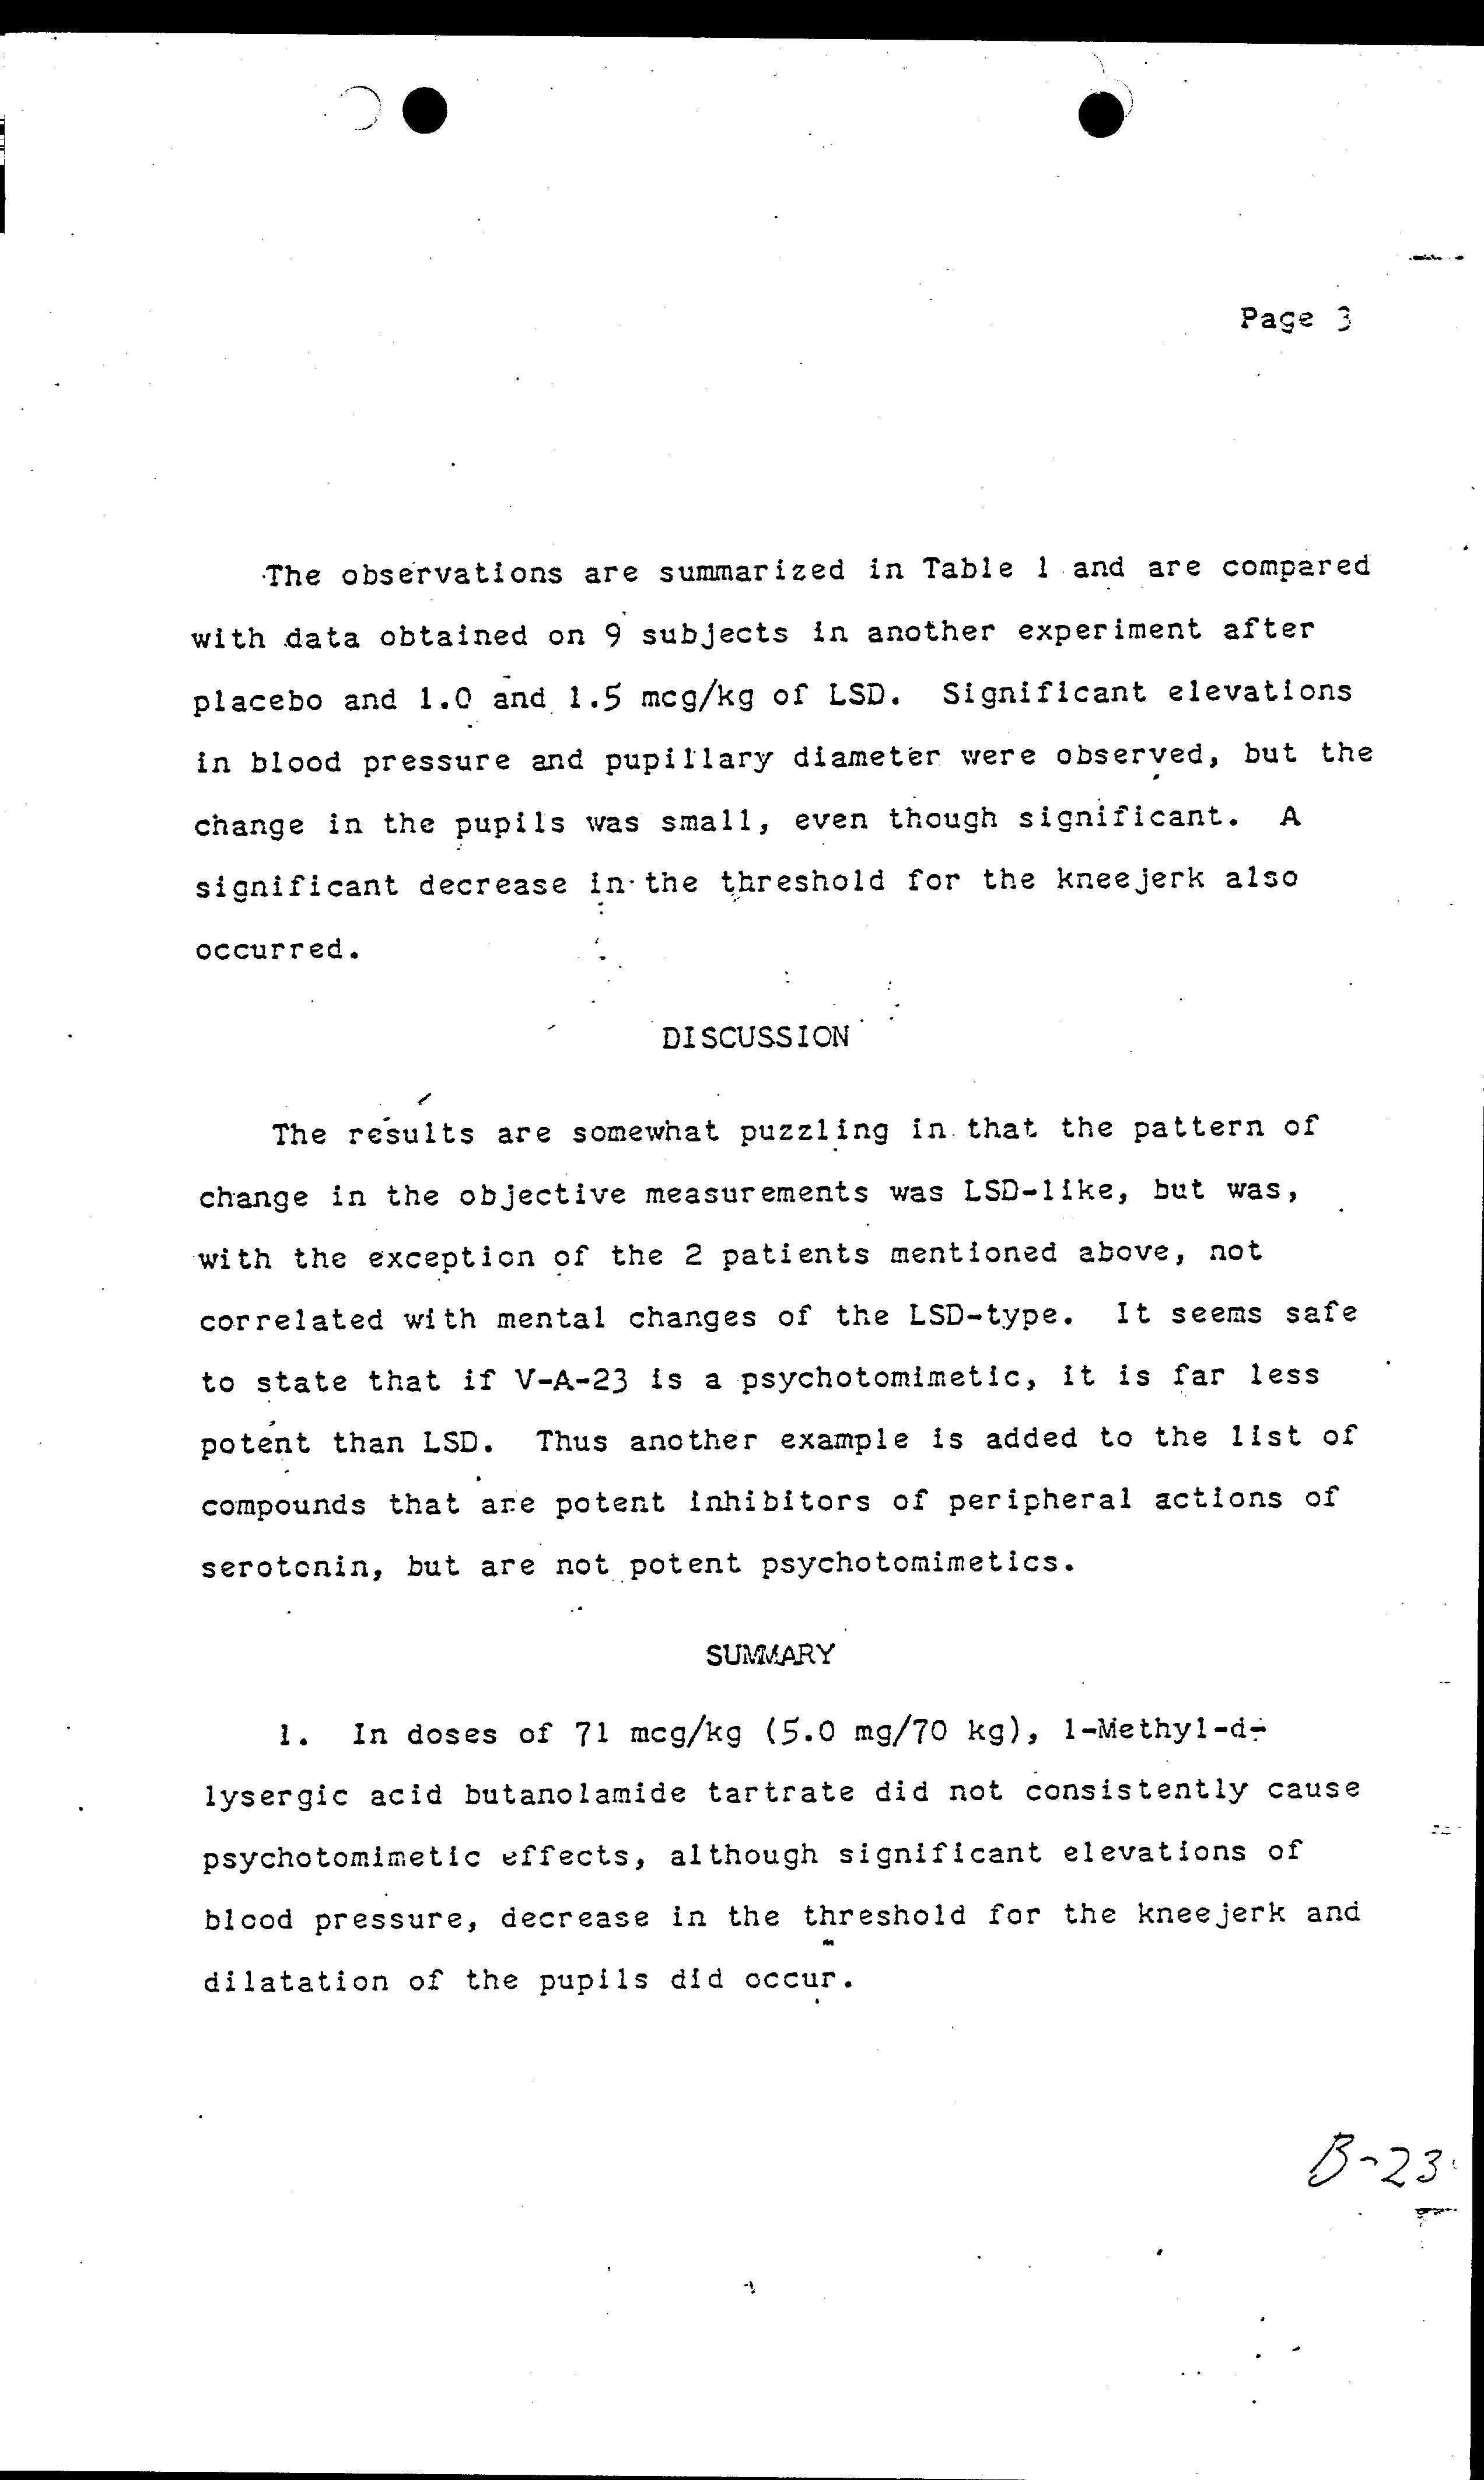 Page 3
The observations are summarized in Table 1 and are compared
with data obtained on 9 subjects in another experiment after
placebo and 1.0 and 1.5 mcg/kg of LSD. Significant elevations
in blood pressure and pupillary diameter were observed, but the
change in the pupils was small, even though significant. A
significant decrease in the threshold for the kneejerk also
occurred.
DISCUSSION
The results are somewhat puzzling in that the pattern of
change in the objective measurements was LSD-like, but was,
with the exception of the 2 patients mentioned above, not
correlated with mental changes of the LSD-type. It seems safe
to state that if V-A-23 is a psychotomimetic, it is far less
potent than LSD. Thus another example is added to the list of
compounds that are potent inhibitors of peripheral actions of
serotonin, but are not potent psychotomimetics.
SUMMARY
1. In doses of 71 mcg/kg (5.0 mg/70 kg), 1-Methyl-d-
lysergic acid butanolamide tartrate did not consistently cause
psychotomimetic effects, although significant elevations of
blood pressure, decrease in the threshold for the kneejerk and
dilatation of the pupils did occur.
B-23